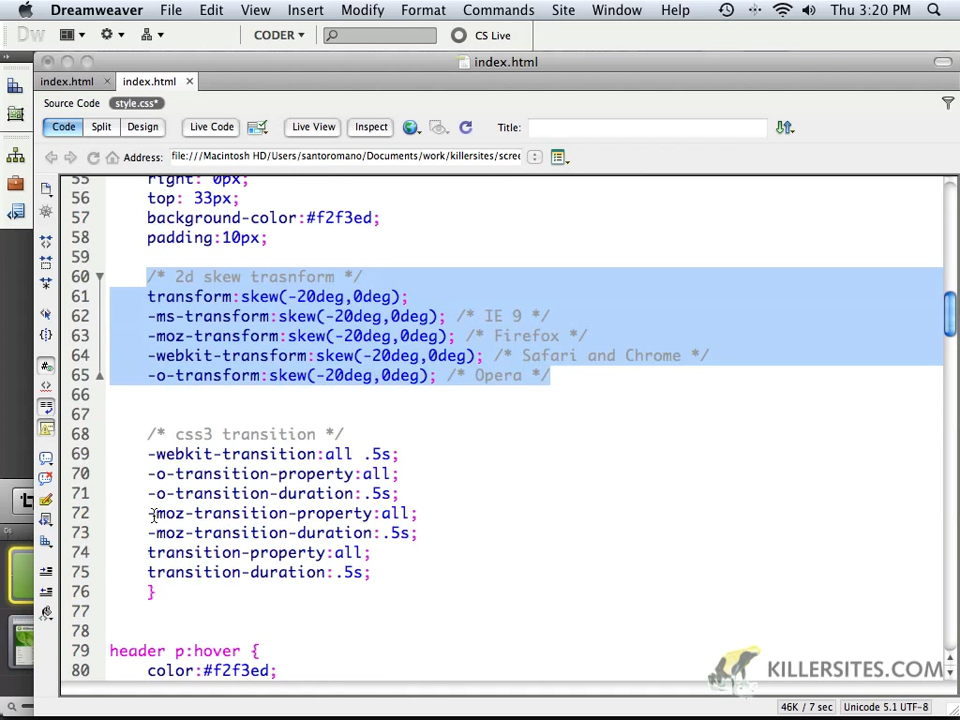 Dreamweaver File Edit View Insert Modify Format Commands Site Window Help Thu 3:20 PM
Dw CODER CS Live
index.html
index.html × index.html ×
Source Code style.css*
Code Split Design Live Code Live View Inspect Title:
Address: file:///Macintosh HD/Users/santoromano/Documents/work/killersites/scree
55 right: 0px;
56 top: 33px;
57 background-color:#f2f3ed;
58 padding:10px;
59
60 /* 2d skew trasnform */
61 transform:skew(-20deg,0deg);
62 -ms-transform:skew(-20deg,0deg); /* IE 9 */
63 -moz-transform:skew(-20deg,0deg); /* Firefox */
64 -webkit-transform:skew(-20deg,0deg); /* Safari and Chrome */
65 -o-transform:skew(-20deg,0deg); /* Opera */
66
67
68 /* css3 transition */
69 -webkit-transition:all .5s;
70 -o-transition-property:all;
71 -o-transition-duration:.5s;
72 -moz-transition-property:all;
73 -moz-transition-duration:.5s;
74 transition-property:all;
75 transition-duration:.5s;
76 }
77
78
79 header p:hover {
80 color:#f2f3ed;
KILLERSITES.COM
46K / 7 sec Unicode 5.1 UTF-8